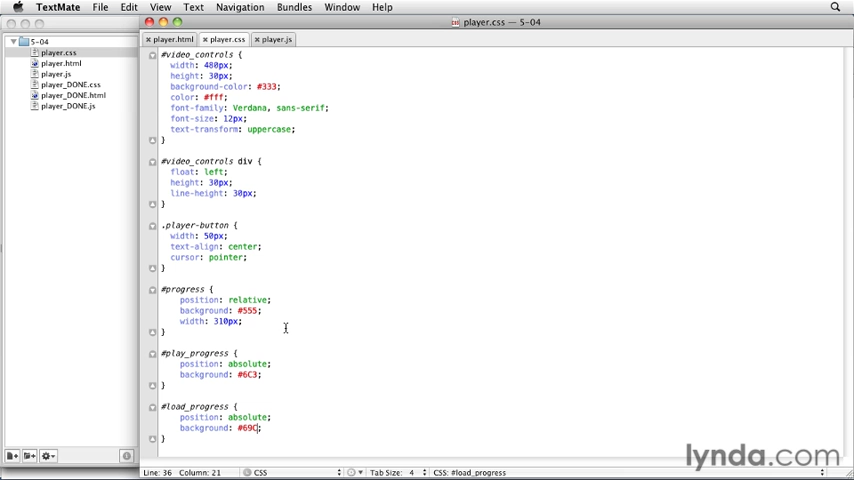 TextMate File Edit View Text Navigation Bundles Window Help
player.css — 5-04
player.html player.css player.js
5-04
player.css
player.html
player.js
player_DONE.css
player_DONE.html
player_DONE.js
#video_controls {
width: 480px;
height: 30px;
background-color: #333;
color: #fff;
font-family: Verdana, sans-serif;
font-size: 12px;
text-transform: uppercase;
}
#video_controls div {
float: left;
height: 30px;
line-height: 30px;
}
.player-button {
width: 50px;
text-align: center;
cursor: pointer;
}
#progress {
position: relative;
background: #555;
width: 310px;
}
#play_progress {
position: absolute;
background: #6C3;
}
#load_progress {
position: absolute;
background: #69C;
}
Line: 36 Column: 21 CSS Tab Size: 4 CSS: #load_progress
lynda.com